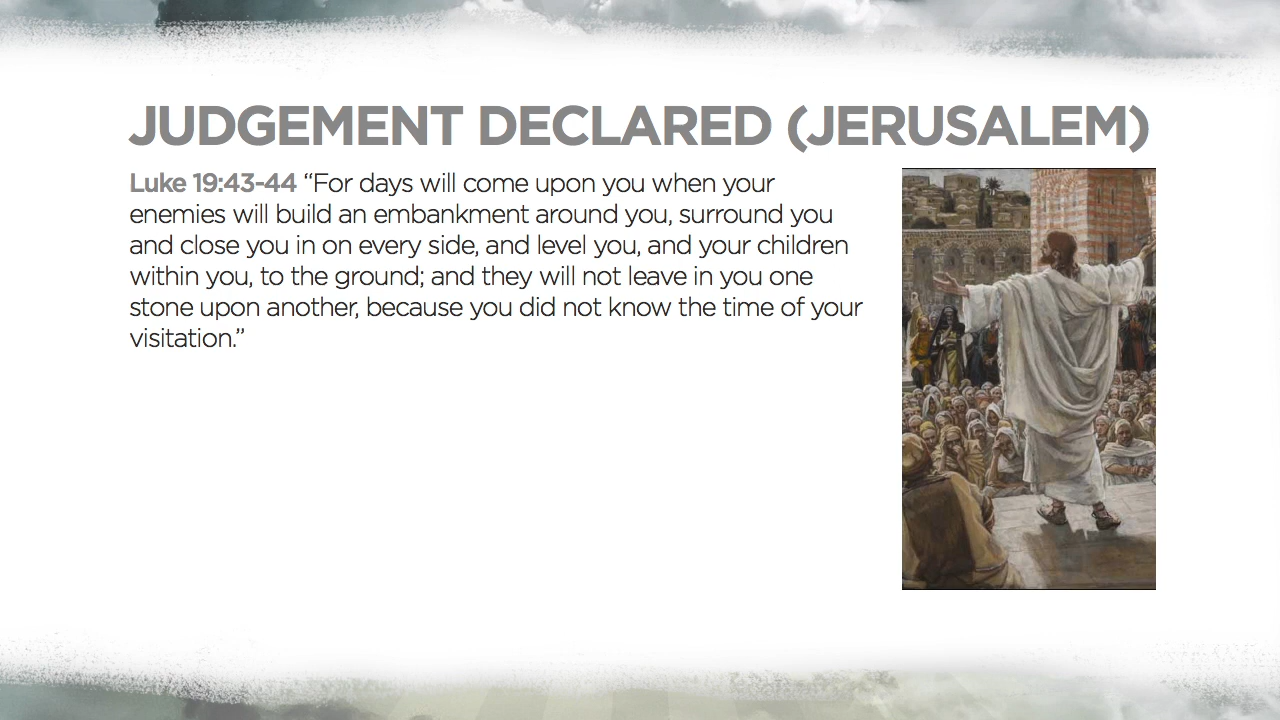 JUDGEMENT DECLARED (JERUSALEM)
Luke 19:43-44 “For days will come upon you when your
enemies will build an embankment around you, surround you
and close you in on every side, and level you, and your children
within you, to the ground; and they will not leave in you one
stone upon another, because you did not know the time of your
visitation.”